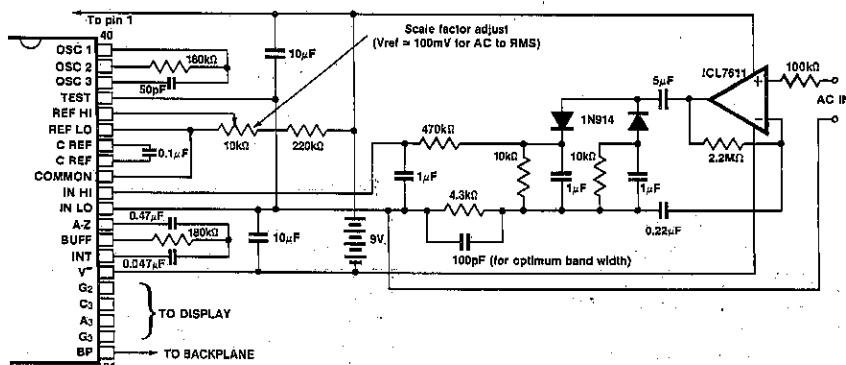 To pin 1
40
OSC 1
OSC 2
OSC 3
TEST
REF HI
REF LO
C REF
C REF
COMMON
IN HI
IN LO
A-Z
BUFF
INT
V⁻
G2
C3
A3
G3
BP
180kΩ
50pF
10µF
Scale factor adjust
(Vref = 100mV for AC to RMS)
10kΩ
220kΩ
0.1µF
0.47µF
180kΩ
0.047µF
10µF
9V
470kΩ
1µF
4.3kΩ
100pF (for optimum band width)
10kΩ
1N914
1µF
10kΩ
1µF
5µF
ICL7611
100kΩ
AC IN
2.2MΩ
0.22µF
TO DISPLAY
TO BACKPLANE